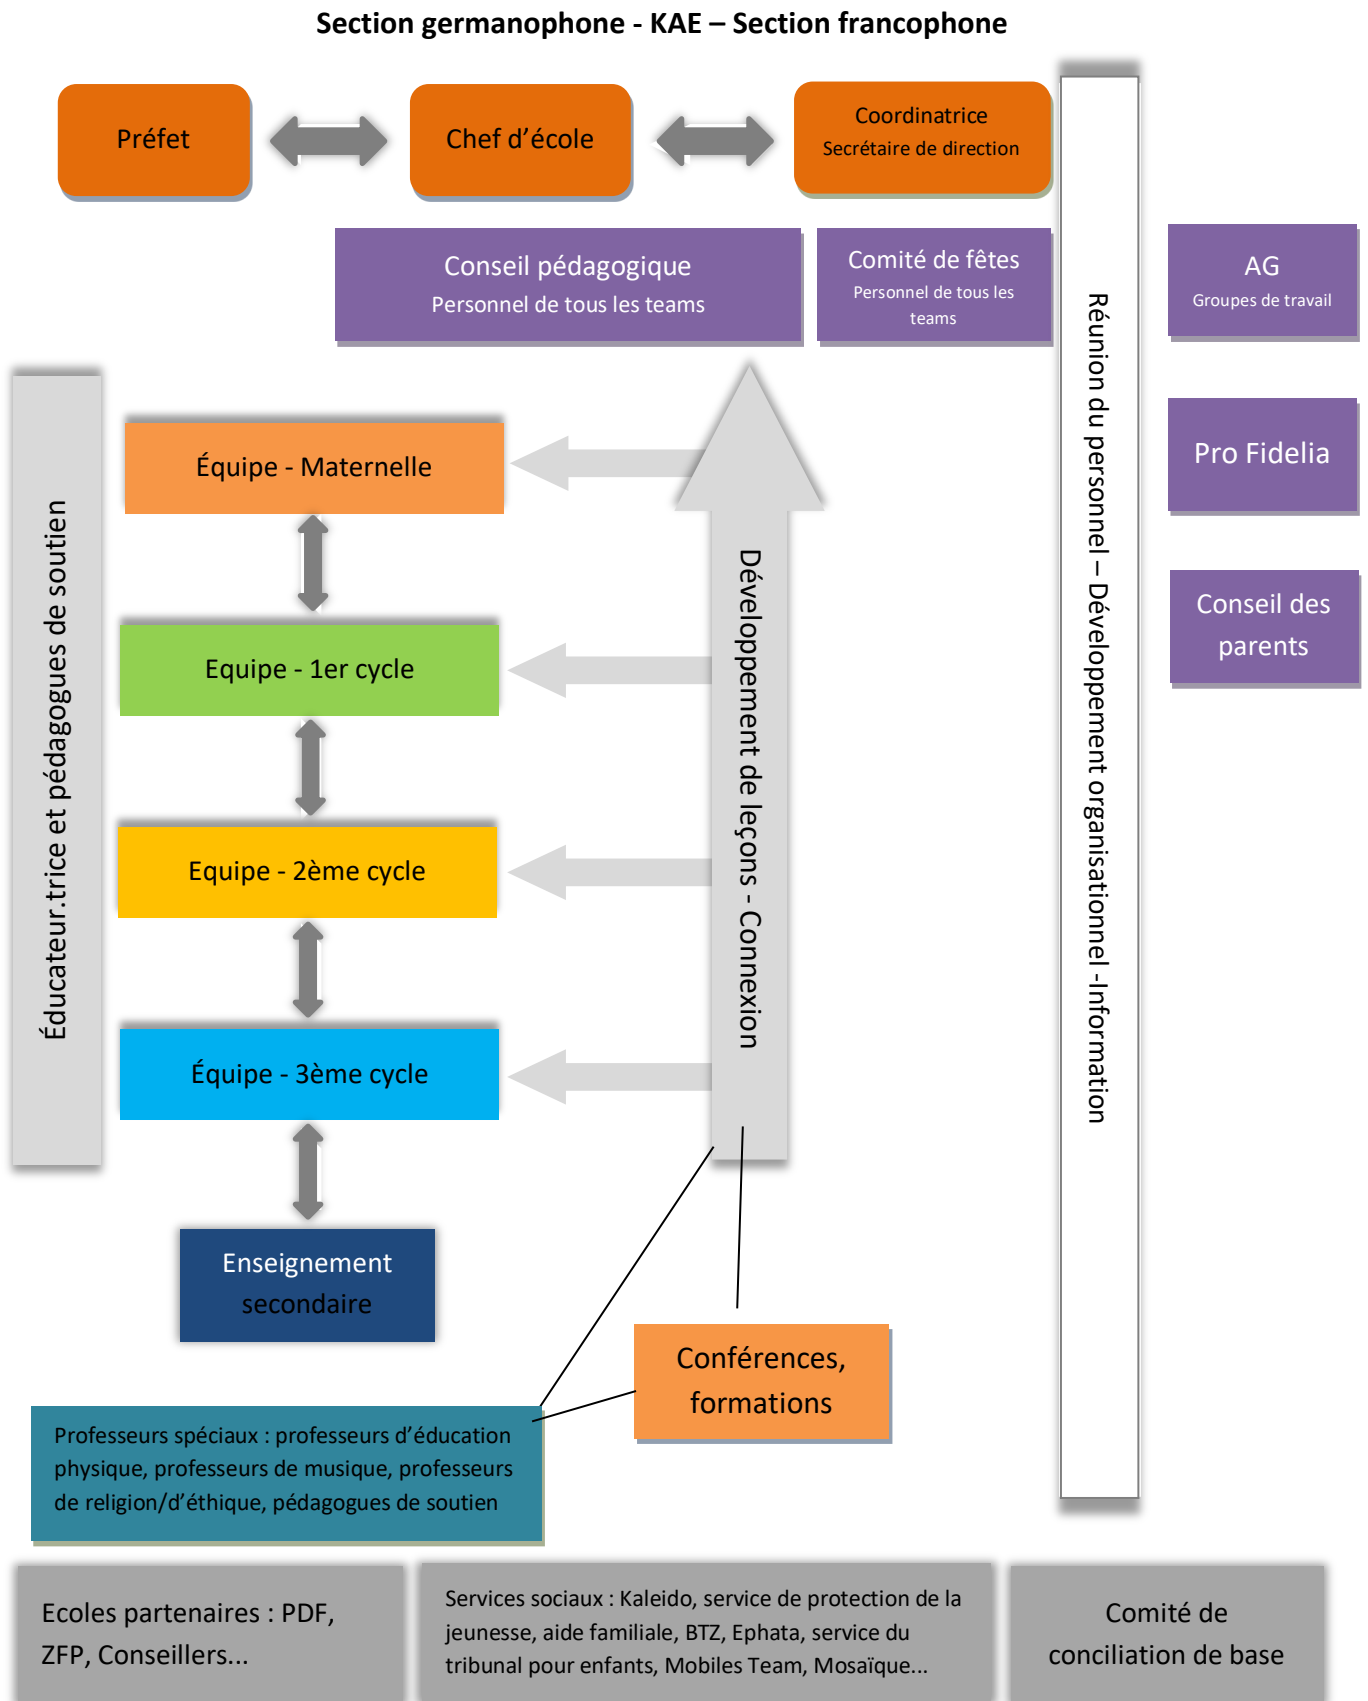 Section germanophone - KAE – Section francophone
Préfet
Chef d’école
Coordinatrice
Secrétaire de direction
Conseil pédagogique
Personnel de tous les teams
Comité de fêtes
Personnel de tous les
teams
AG
Groupes de travail
Pro Fidelia
Conseil des
parents
Réunion du personnel – Développement organisationnel -Information
Éducateur.trice et pédagogues de soutien
Équipe - Maternelle
Equipe - 1er cycle
Equipe - 2ème cycle
Équipe - 3ème cycle
Développement de leçons - Connexion
Enseignement
secondaire
Conférences,
formations
Professeurs spéciaux : professeurs d’éducation
physique, professeurs de musique, professeurs
de religion/d’éthique, pédagogues de soutien
Ecoles partenaires : PDF,
ZFP, Conseillers...
Services sociaux : Kaleido, service de protection de la
jeunesse, aide familiale, BTZ, Ephata, service du
tribunal pour enfants, Mobiles Team, Mosaïque...
Comité de
conciliation de base